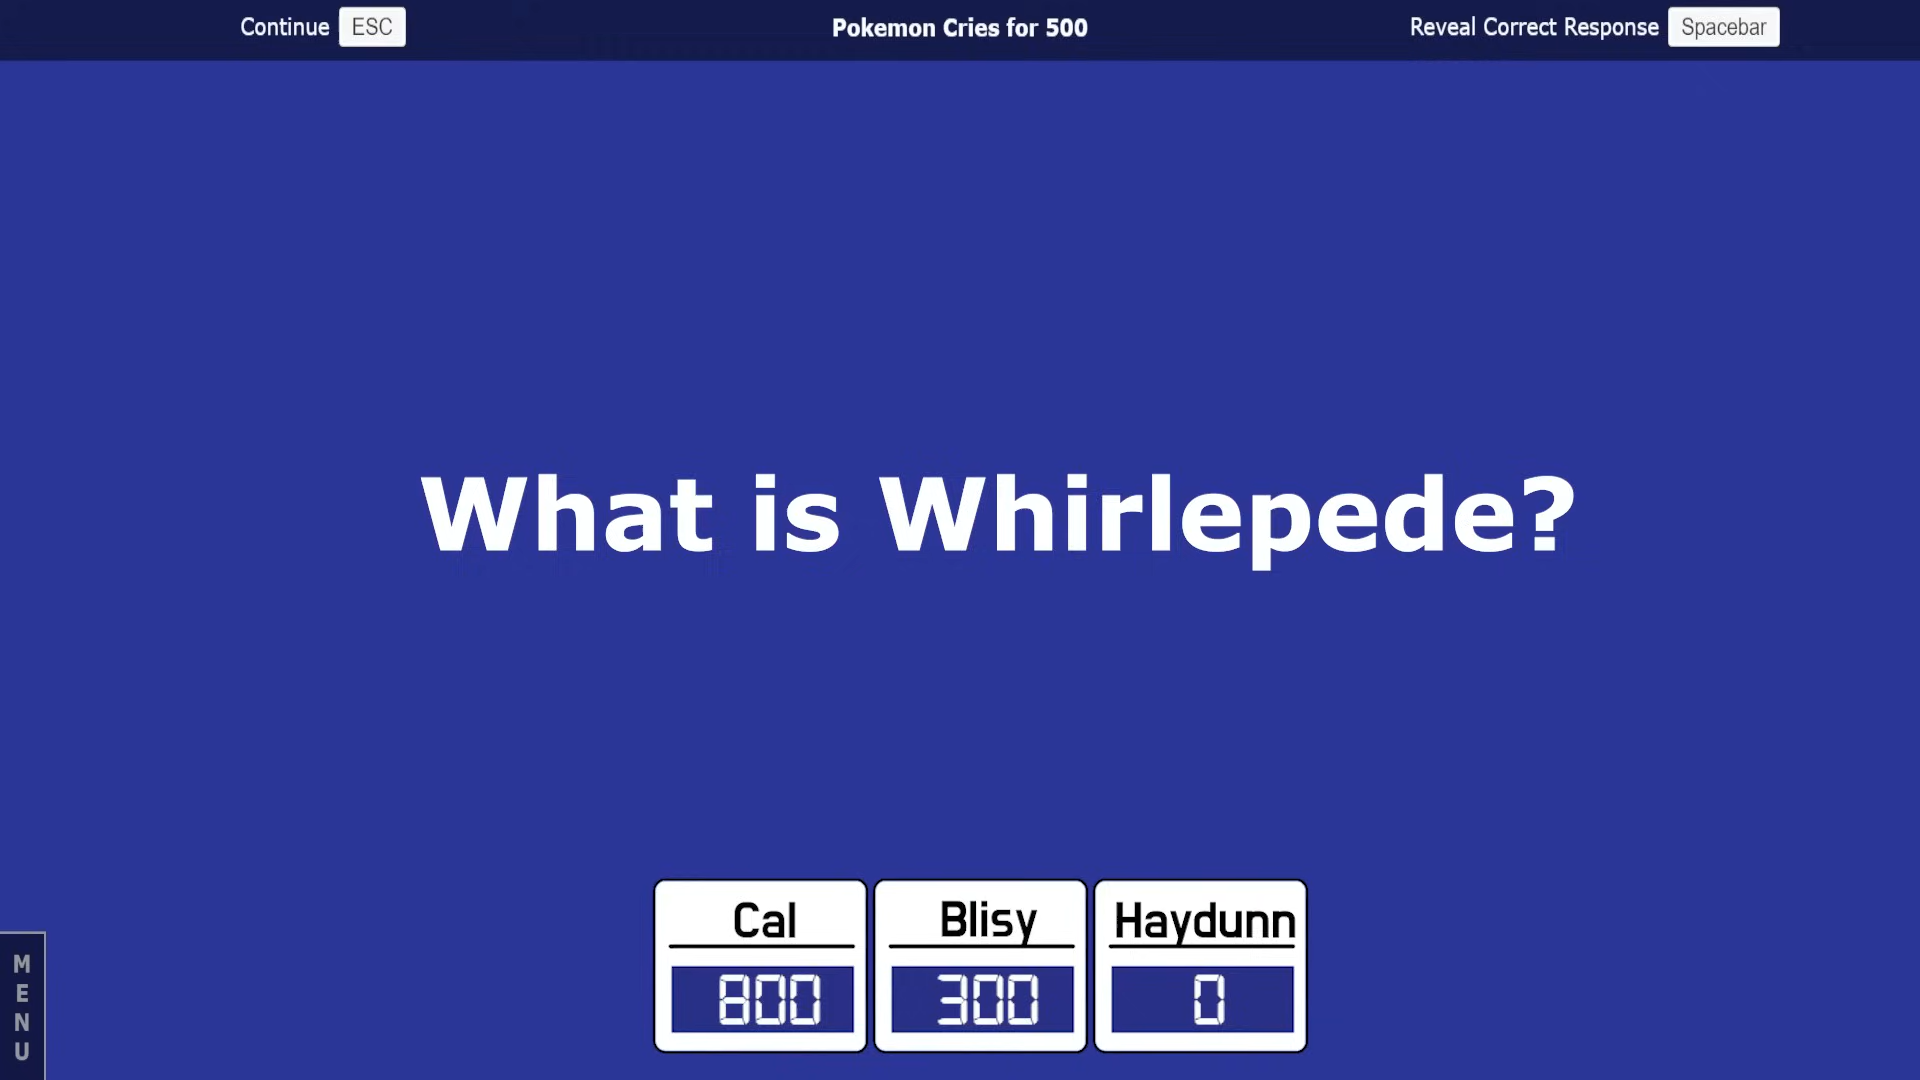 Continue ESC Pokemon Cries for 500 Reveal Correct Response Spacebar
What is Whirlepede?
Cal Blisy Haydunn
800 300 0
MENU